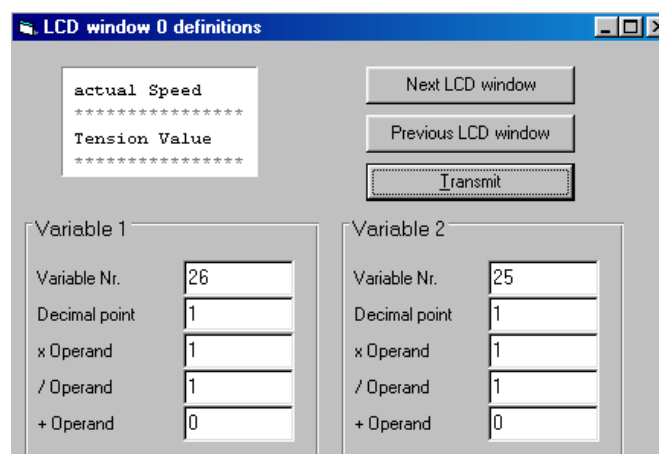 LCD window 0 definitions
actual Speed
****************
Tension Value
****************
Next LCD window
Previous LCD window
Transmit
Variable 1
Variable Nr. 26
Decimal point 1
x Operand 1
/ Operand 1
+ Operand 0
Variable 2
Variable Nr. 25
Decimal point 1
x Operand 1
/ Operand 1
+ Operand 0